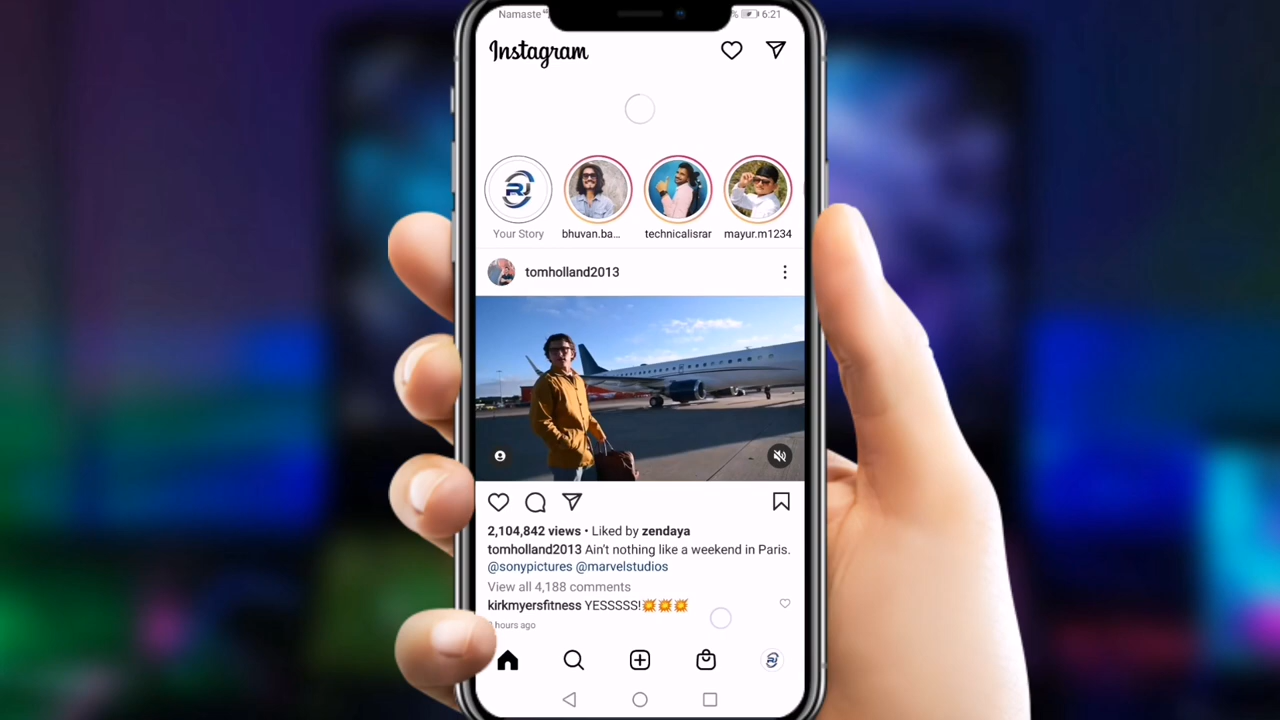 Namaste
% 6:21
Instagram
Your Story
bhuvan.ba...
technicalisrar
mayur.m1234
tomholland2013
2,104,842 views • Liked by zendaya
tomholland2013 Ain't nothing like a weekend in Paris.
@sonypictures @marvelstudios
View all 4,188 comments
kirkmyersfitness YESSSSS!💥💥💥
hours ago